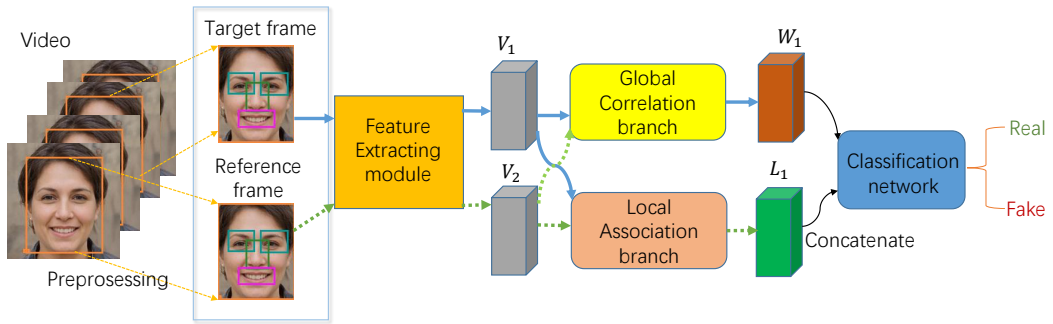 Video
Target frame
Reference
frame
Preprosessing
Feature
Extracting
module
V₁
V₂
Global
Correlation
branch
Local
Association
branch
W₁
L₁
Concatenate
Classification
network
Real
Fake